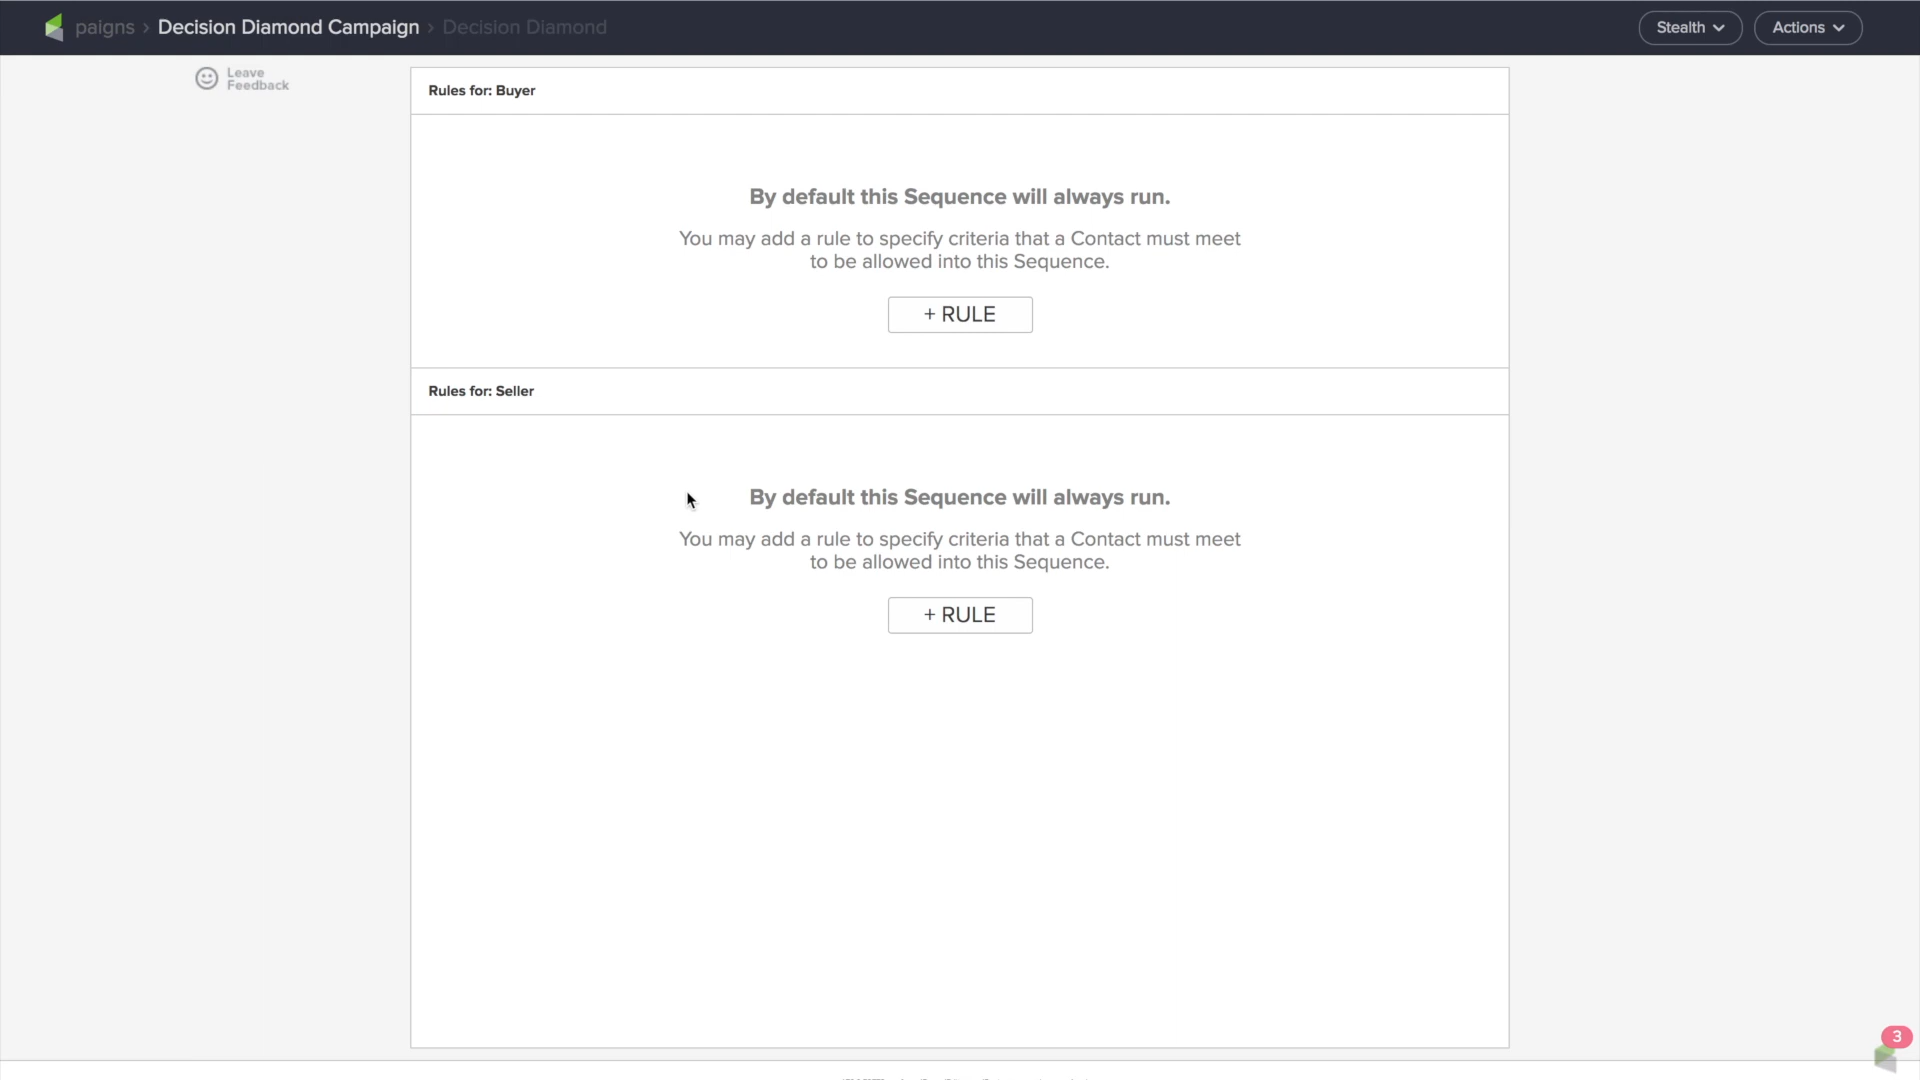 paigns › Decision Diamond Campaign › Decision Diamond
Stealth
Actions
Leave
Feedback
Rules for: Buyer
By default this Sequence will always run.
You may add a rule to specify criteria that a Contact must meet
to be allowed into this Sequence.
+ RULE
Rules for: Seller
By default this Sequence will always run.
You may add a rule to specify criteria that a Contact must meet
to be allowed into this Sequence.
+ RULE
3